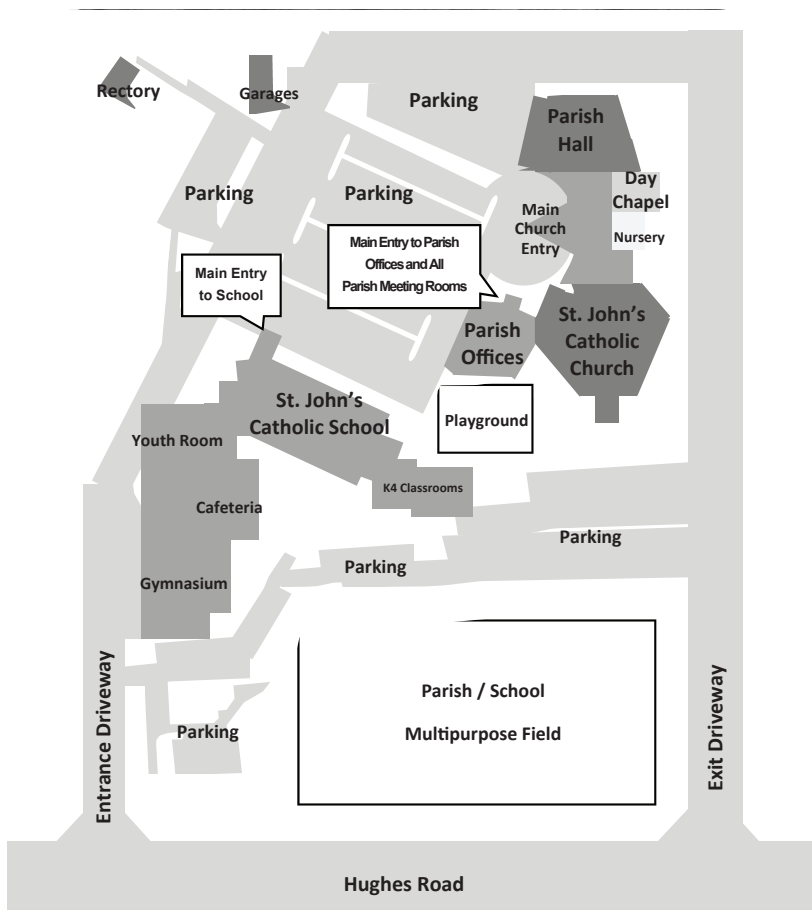 Rectory
Garages
Parking
Parish
Hall
Parking
Parking
Day
Chapel
Main
Church
Entry
Nursery
Main Entry to Parish
Offices and All
Parish Meeting Rooms
Main Entry
to School
Parish
Offices
St. John’s
Catholic
Church
St. John’s
Catholic School
Playground
Youth Room
K4 Classrooms
Cafeteria
Parking
Parking
Gymnasium
Entrance Driveway
Parish / School
Multipurpose Field
Parking
Exit Driveway
Hughes Road